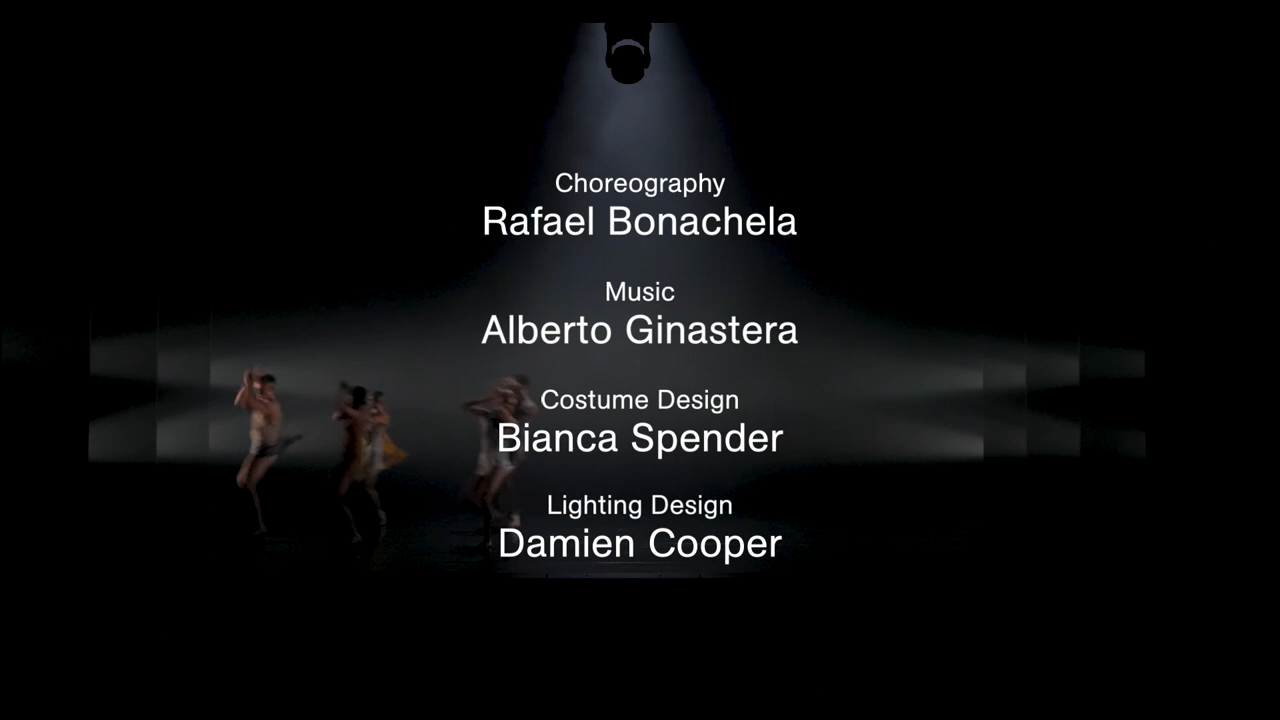 Choreography
Rafael Bonachela
Music
Alberto Ginastera
Costume Design
Bianca Spender
Lighting Design
Damien Cooper